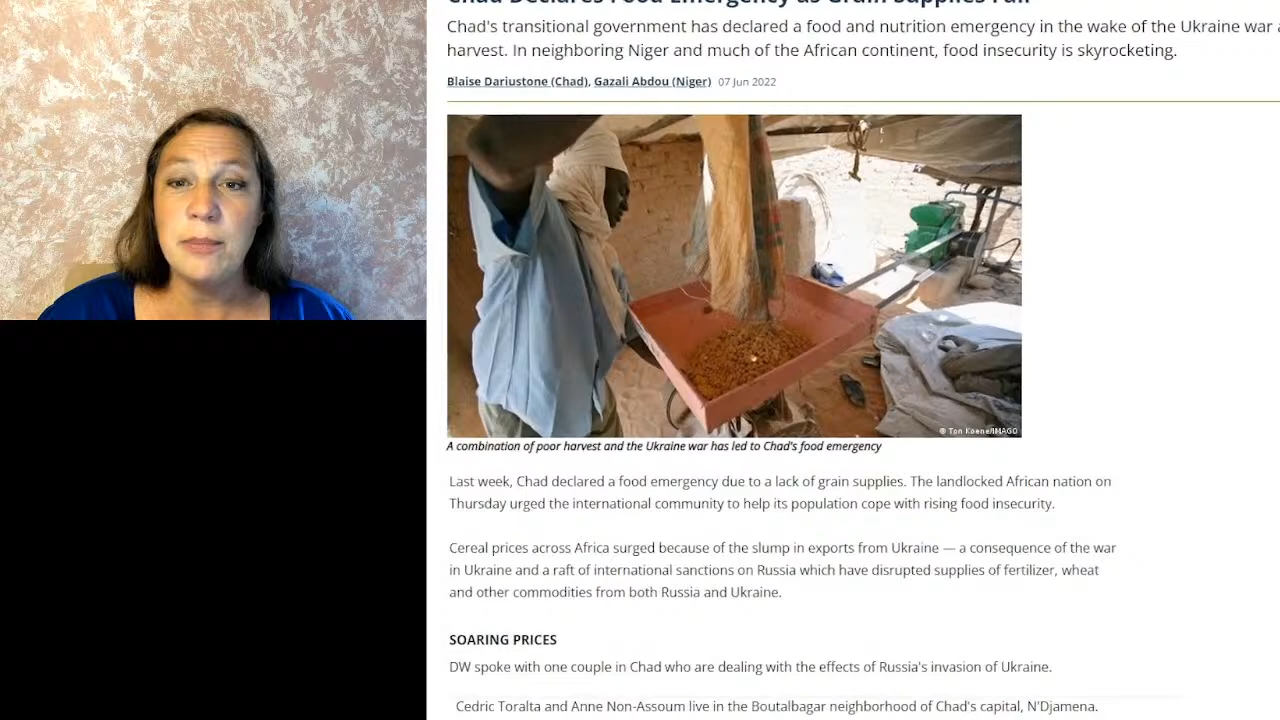 Chad Declares Food Emergency as Grain Supplies Fall
Chad's transitional government has declared a food and nutrition emergency in the wake of the Ukraine war
harvest. In neighboring Niger and much of the African continent, food insecurity is skyrocketing.
Blaise Dariustone (Chad), Gazali Abdou (Niger) 07 Jun 2022
© Ton Koene/IMAGO
A combination of poor harvest and the Ukraine war has led to Chad's food emergency
Last week, Chad declared a food emergency due to a lack of grain supplies. The landlocked African nation on
Thursday urged the international community to help its population cope with rising food insecurity.
Cereal prices across Africa surged because of the slump in exports from Ukraine — a consequence of the war
in Ukraine and a raft of international sanctions on Russia which have disrupted supplies of fertilizer, wheat
and other commodities from both Russia and Ukraine.
SOARING PRICES
DW spoke with one couple in Chad who are dealing with the effects of Russia's invasion of Ukraine.
Cedric Toralta and Anne Non-Assoum live in the Boutalbagar neighborhood of Chad's capital, N'Djamena.